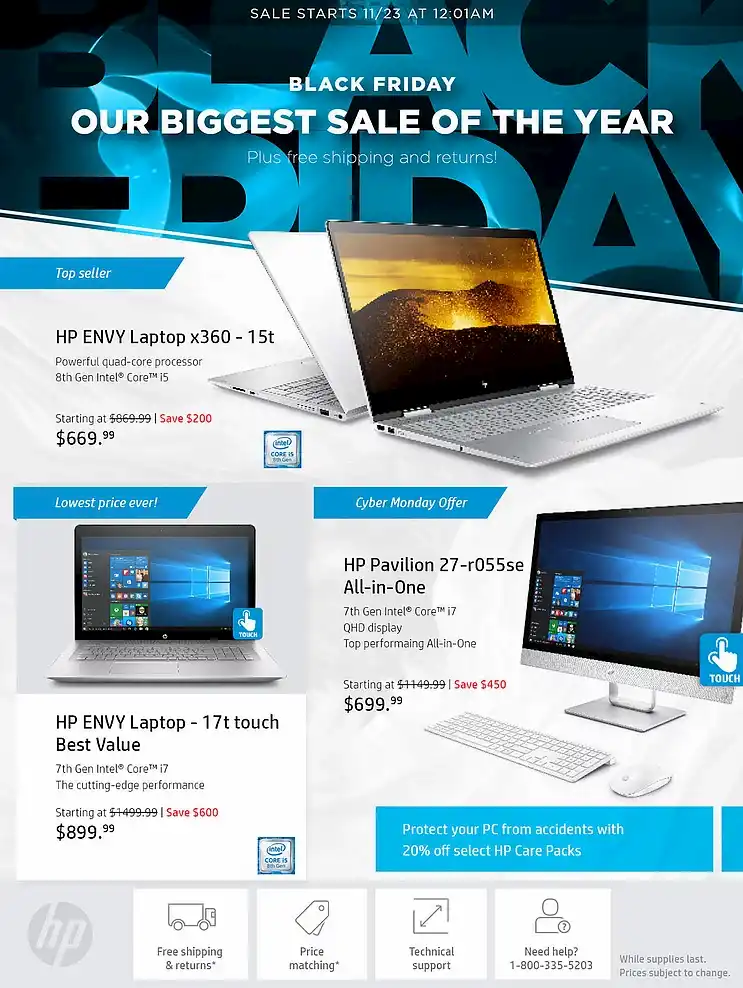 SALE STARTS 11/23 AT 12:01AM
BLACK FRIDAY
BLACK FRIDAY
OUR BIGGEST SALE OF THE YEAR
Plus free shipping and returns!
Top seller
HP ENVY Laptop x360 - 15t
Powerful quad-core processor
8th Gen Intel® Core™ i5
Starting at $869.99 | Save $200
$669.99
intel
CORE i5
8th Gen
Lowest price ever!
TOUCH
HP ENVY Laptop - 17t touch
Best Value
7th Gen Intel® Core™ i7
The cutting-edge performance
Starting at $1499.99 | Save $600
$899.99
intel
CORE i5
8th Gen
Cyber Monday Offer
HP Pavilion 27-r055se
All-in-One
7th Gen Intel® Core™ i7
QHD display
Top performaing All-in-One
Starting at $1149.99 | Save $450
$699.99
TOUCH
Protect your PC from accidents with
20% off select HP Care Packs
hp
Free shipping
& returns*
Price
matching*
Technical
support
Need help?
1-800-335-5203
While supplies last.
Prices subject to change.